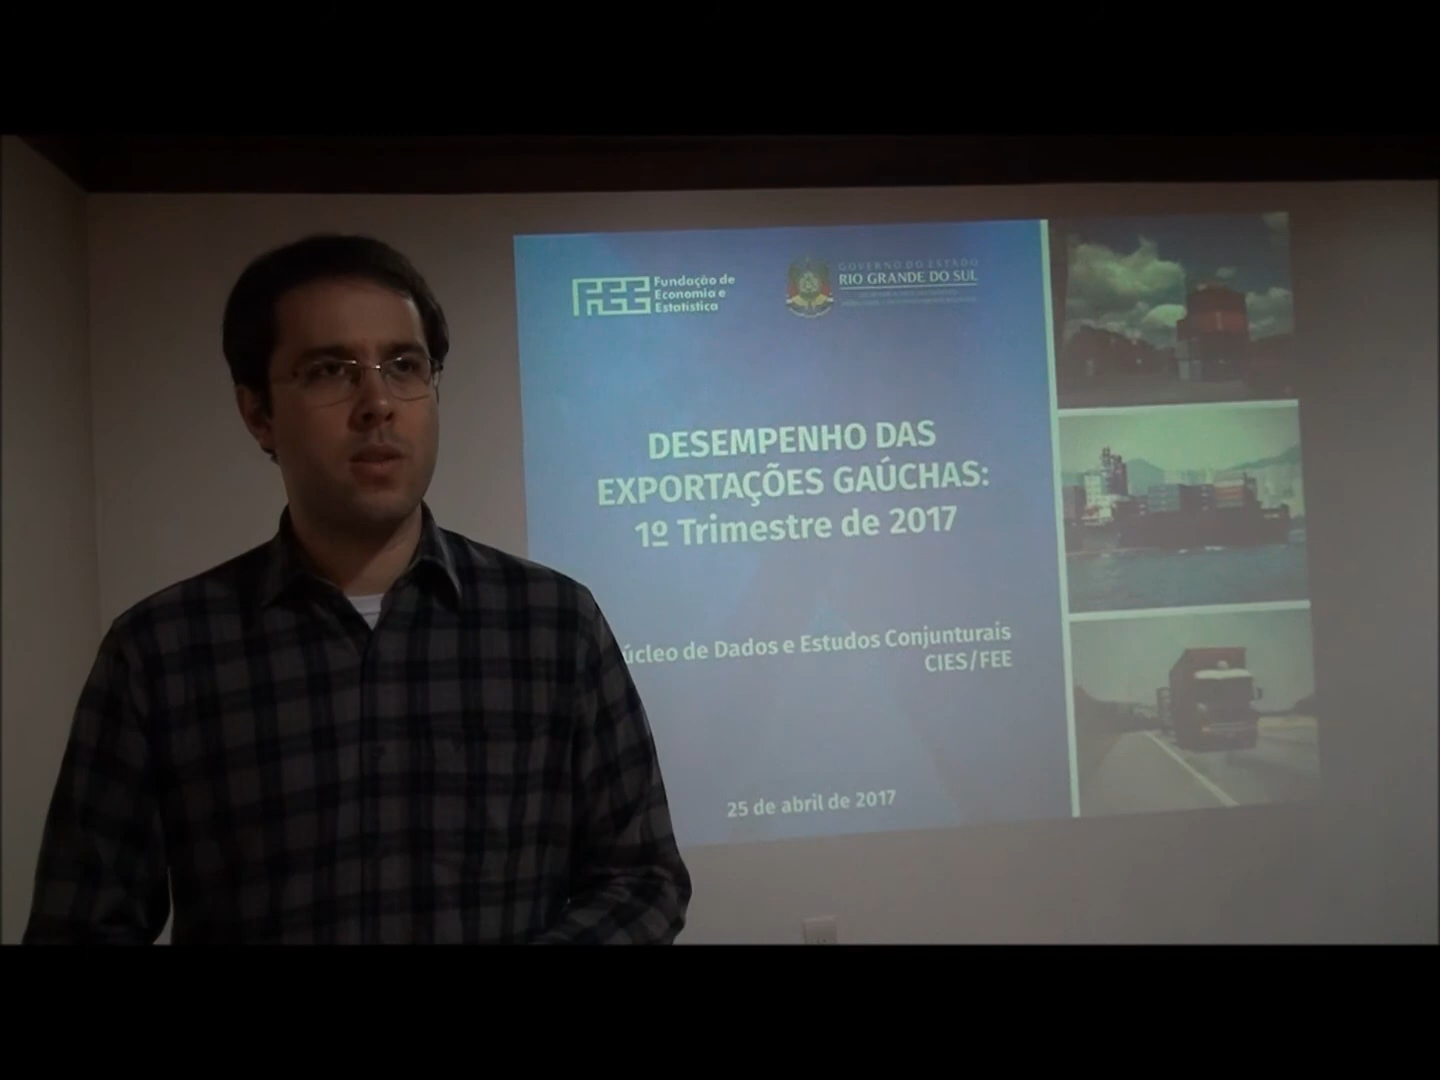 FEE
Fundação de
Economia e
Estatística
GOVERNO DO ESTADO
RIO GRANDE DO SUL
DESEMPENHO DAS
EXPORTAÇÕES GAÚCHAS:
1º Trimestre de 2017
úcleo de Dados e Estudos Conjunturais
CIES/FEE
25 de abril de 2017